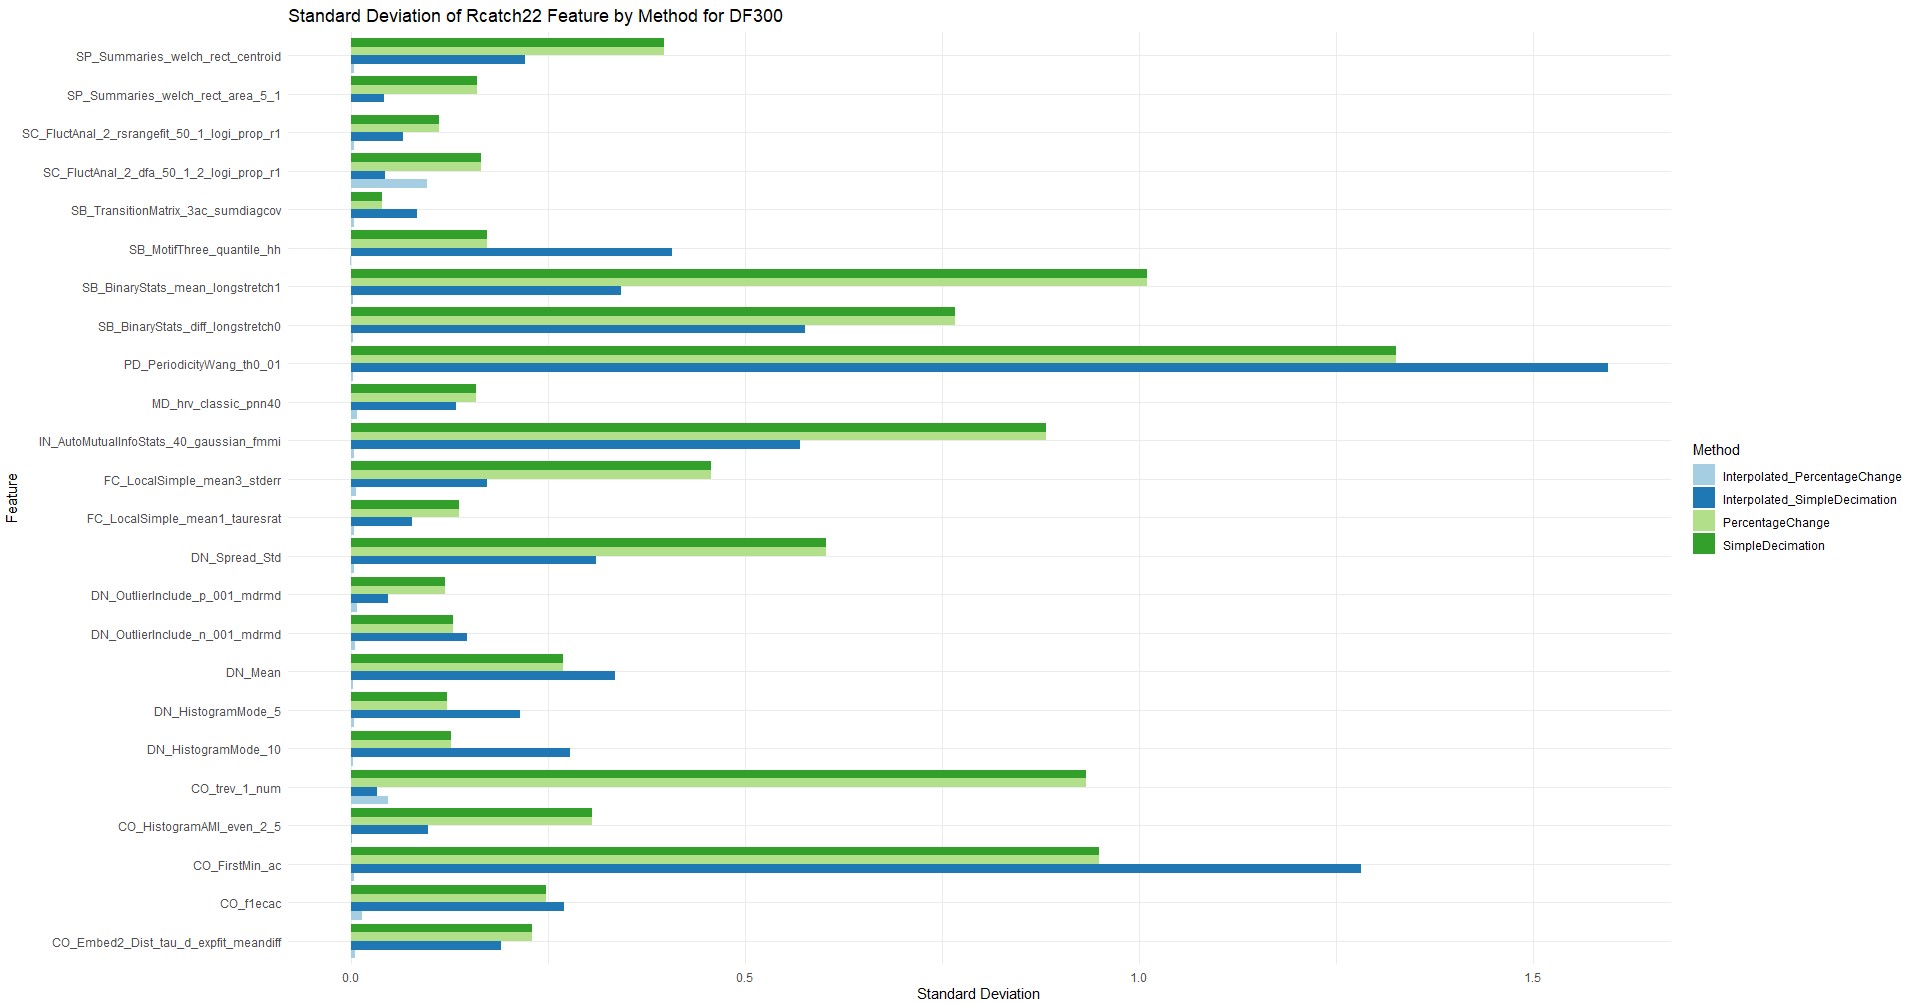 Standard Deviation of Rcatch22 Feature by Method for DF300
SP_Summaries_welch_rect_centroid
SP_Summaries_welch_rect_area_5_1
SC_FluctAnal_2_rsrangefit_50_1_logi_prop_r1
SC_FluctAnal_2_dfa_50_1_2_logi_prop_r1
SB_TransitionMatrix_3ac_sumdiagcov
SB_MotifThree_quantile_hh
SB_BinaryStats_mean_longstretch1
SB_BinaryStats_diff_longstretch0
PD_PeriodicityWang_th0_01
MD_hrv_classic_pnn40
IN_AutoMutualInfoStats_40_gaussian_fmmi
FC_LocalSimple_mean3_stderr
FC_LocalSimple_mean1_tauresrat
DN_Spread_Std
DN_OutlierInclude_p_001_mdrmd
DN_OutlierInclude_n_001_mdrmd
DN_Mean
DN_HistogramMode_5
DN_HistogramMode_10
CO_trev_1_num
CO_HistogramAMI_even_2_5
CO_FirstMin_ac
CO_f1ecac
CO_Embed2_Dist_tau_d_expfit_meandiff
Feature
0.0 0.5 1.0 1.5
Standard Deviation
Method
Interpolated_PercentageChange
Interpolated_SimpleDecimation
PercentageChange
SimpleDecimation